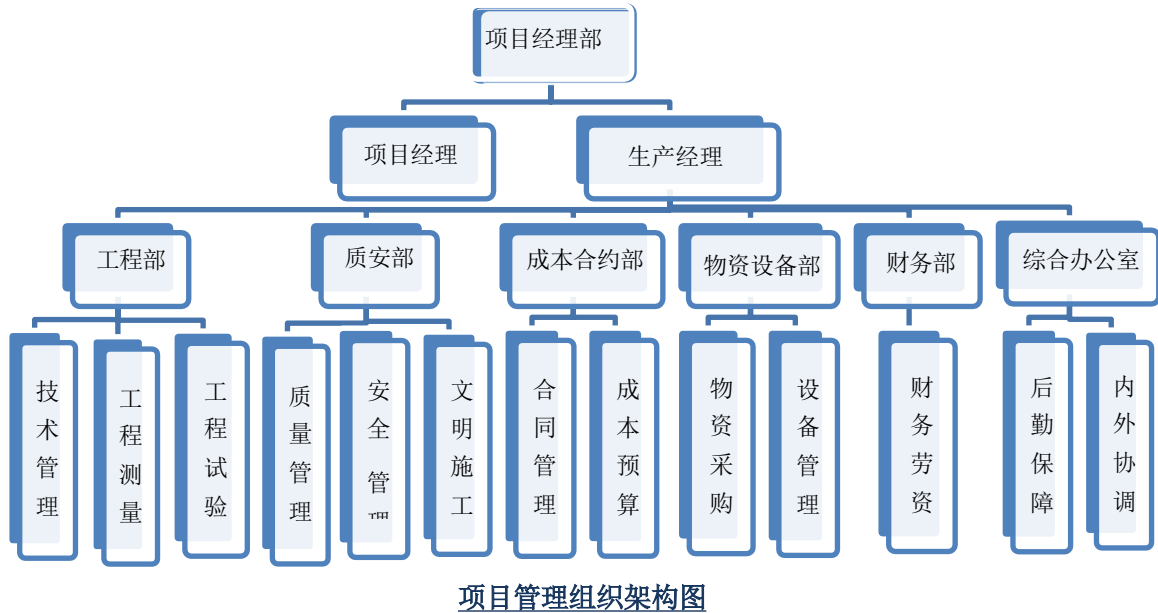 项目经理部
项目经理
生产经理
工程部
质安部
成本合约部
物资设备部
财务部
综合办公室
技术管理
工程测量
工程试验
质量管理
安全 管理
文明施工
合同管理
成本预算
物资采购
设备管理
财务劳资
后勤保障
内外协调
项目管理组织架构图